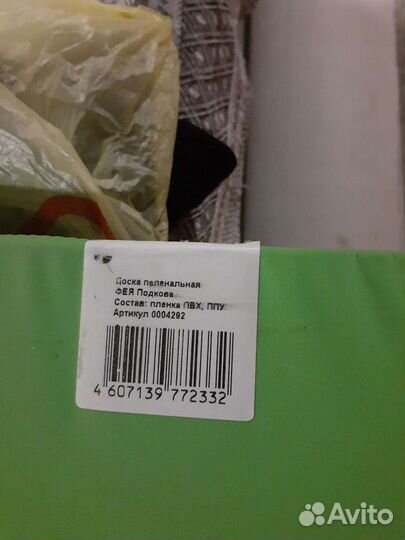 Доска пеленальная
ФЕЯ Подкова
Состав: пленка ПВХ, ППУ
Артикул 0004292
4 607139 772332
Avito